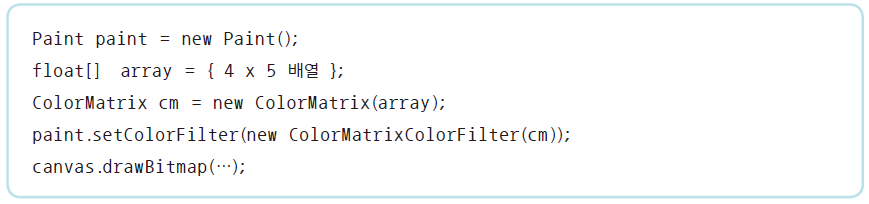 Paint paint = new Paint();
float[]  array = { 4 x 5 배열 };
ColorMatrix cm = new ColorMatrix(array);
paint.setColorFilter(new ColorMatrixColorFilter(cm));
canvas.drawBitmap(…);